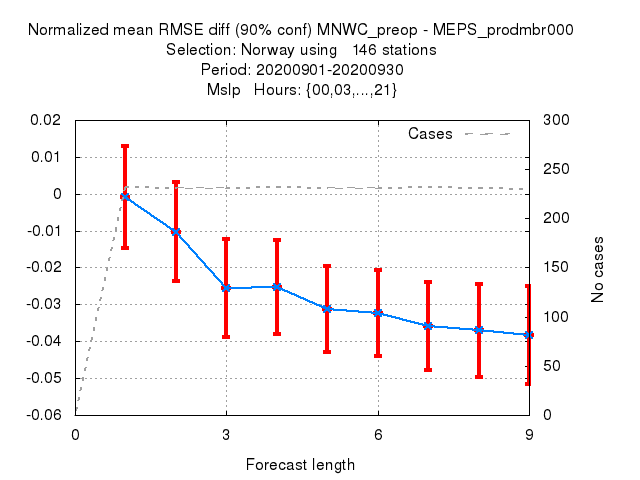 Normalized mean RMSE diff (90% conf) MNWC_preop - MEPS_prodmbr000
Selection: Norway using   146 stations
Period: 20200901-20200930
Mslp   Hours: {00,03,...,21}
Cases
0.02
0.01
0
-0.01
-0.02
-0.03
-0.04
-0.05
-0.06
300
250
200
150
100
50
0
No cases
0
3
6
9
Forecast length